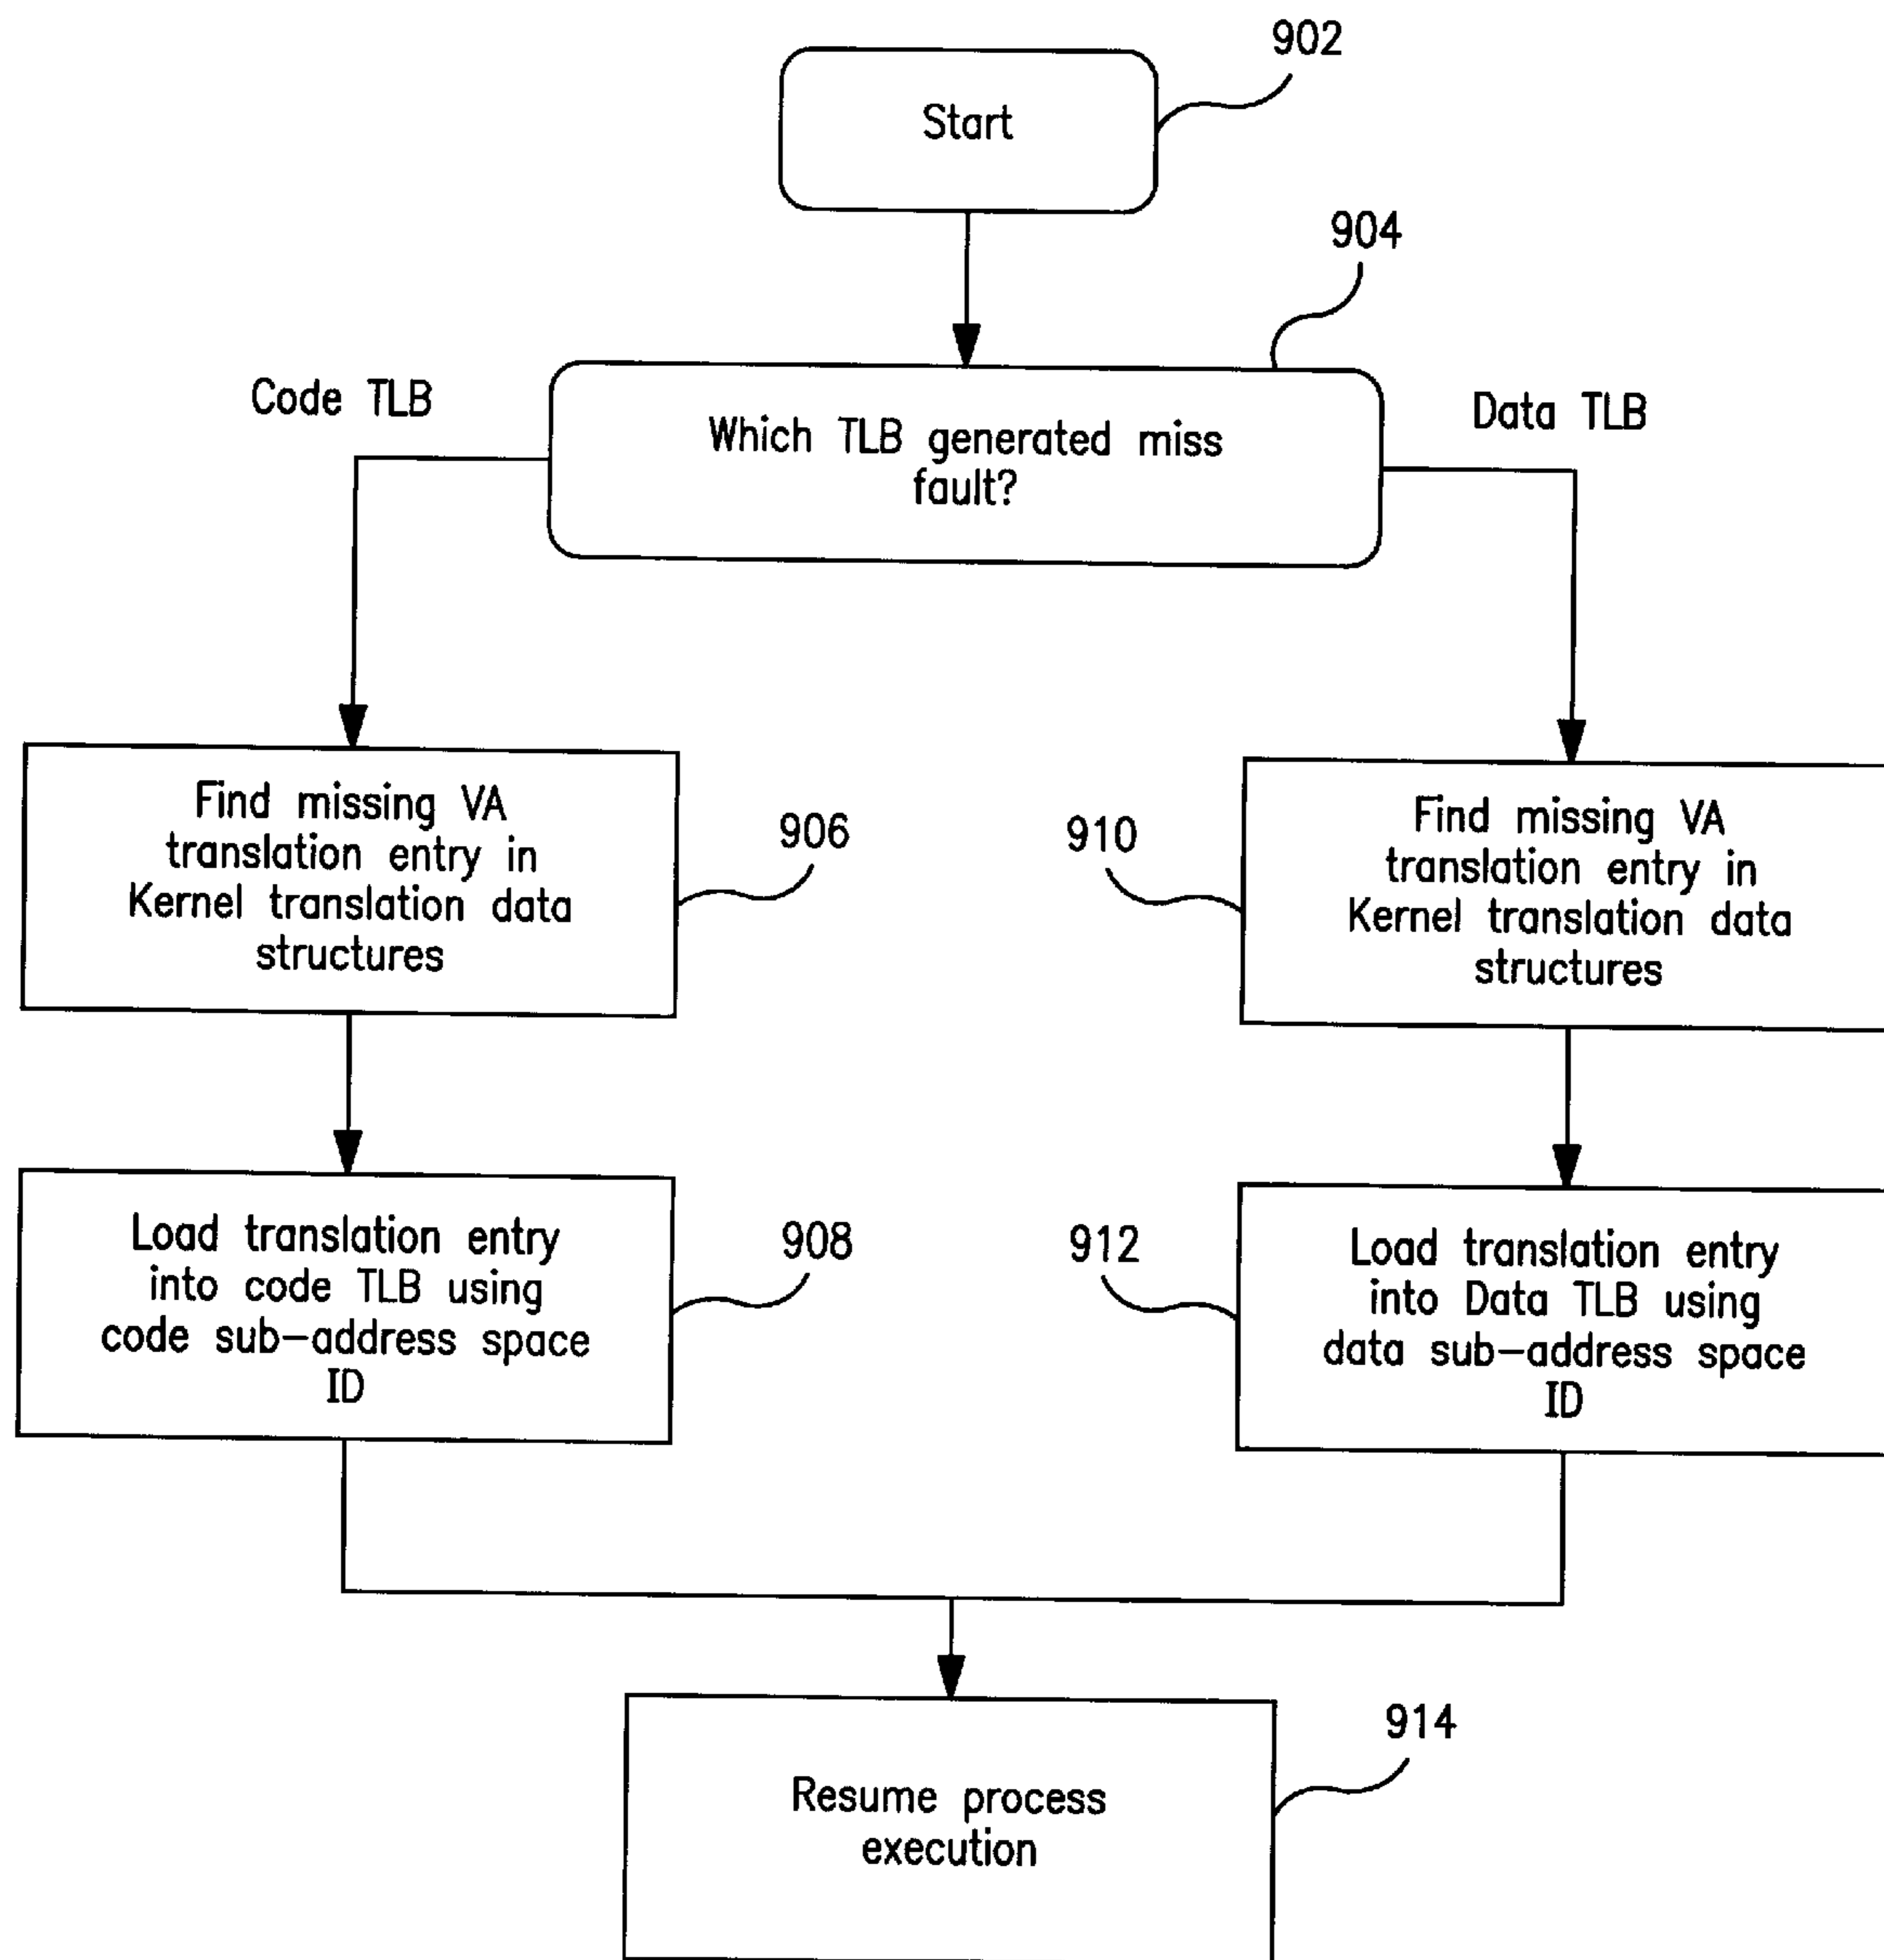 902
Start
904
Code TLB
Which TLB generated miss
fault?
Data TLB
Find missing VA
translation entry in
Kernel translation data
structures
906
910
Find missing VA
translation entry in
Kernel translation data
structures
Load translation entry
into code TLB using
code sub-address space
ID
908
912
Load translation entry
into Data TLB using
data sub-address space
ID
914
Resume process
execution